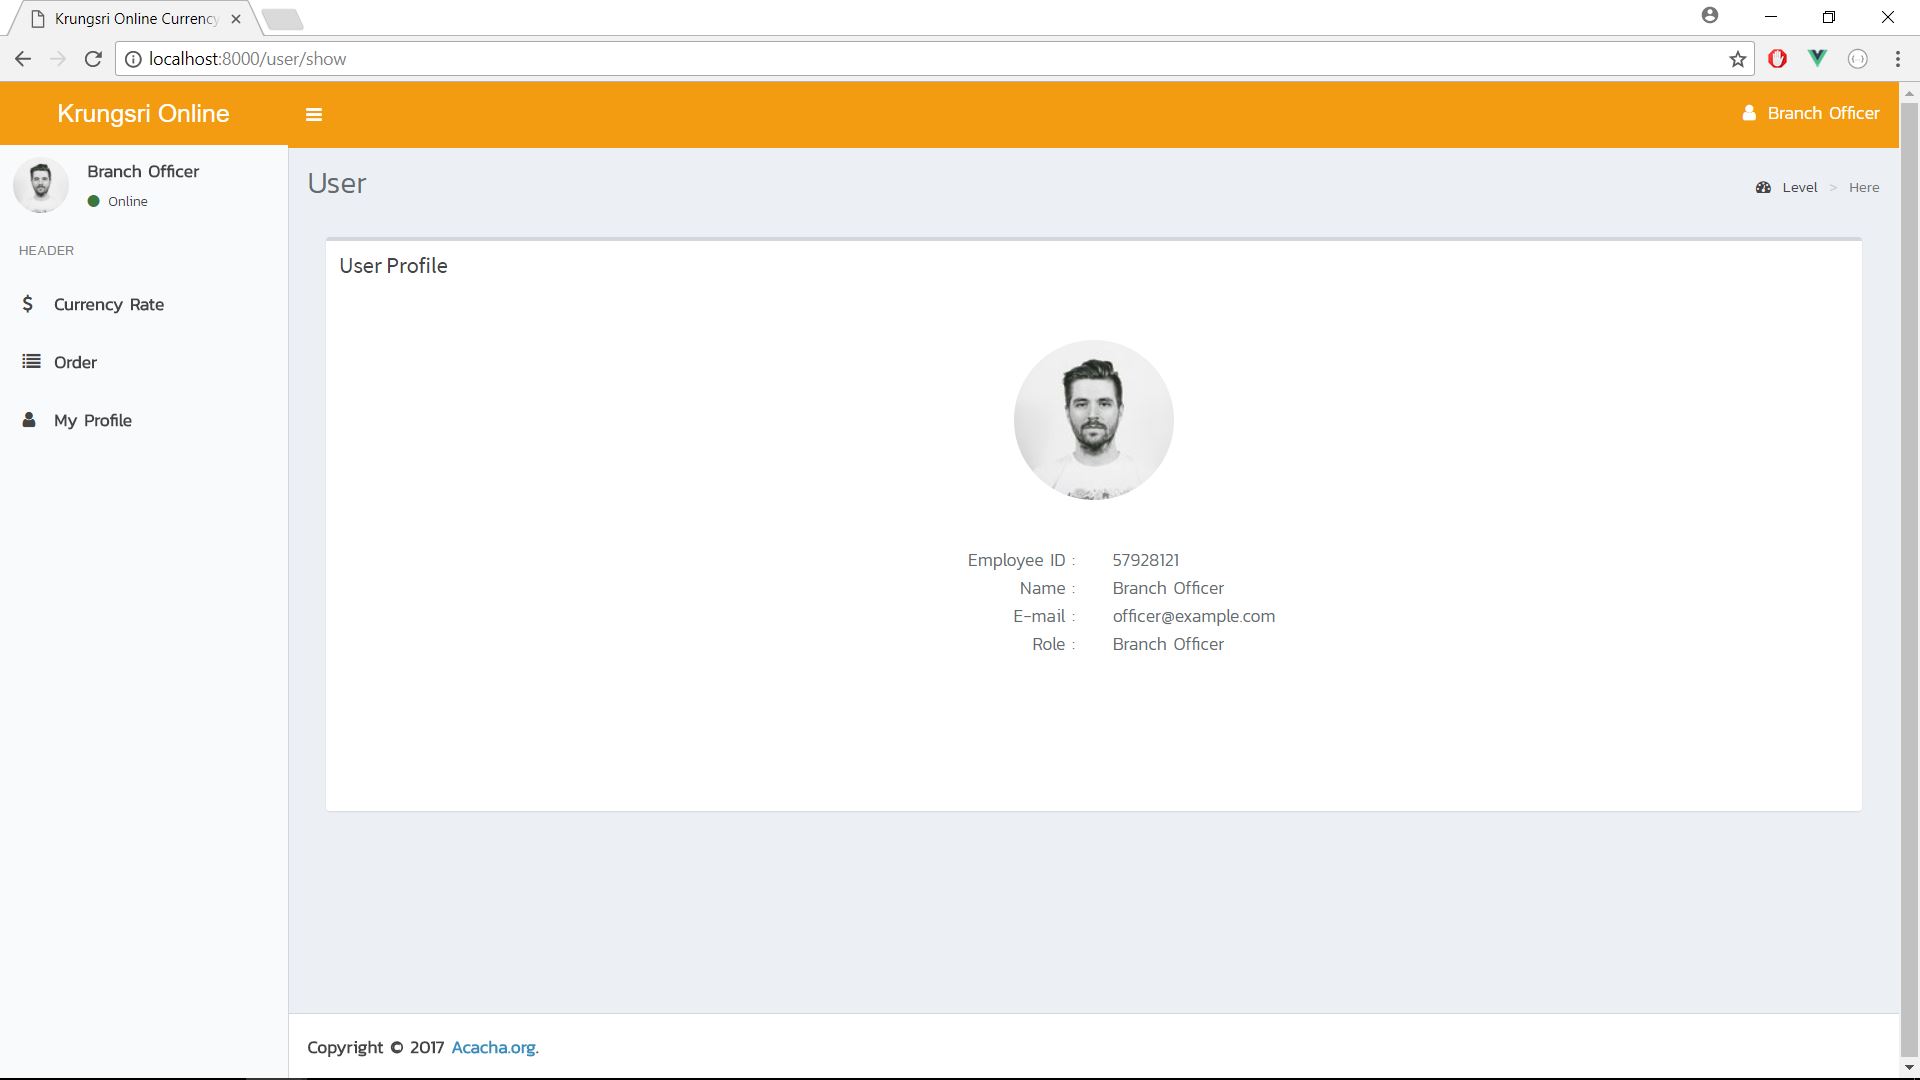 Krungsri Online Currency
localhost:8000/user/show
Krungsri Online
Branch Officer
Branch Officer
Online
HEADER
$ Currency Rate
Order
My Profile
User
Level > Here
User Profile
Employee ID : 57928121
Name : Branch Officer
E-mail : officer@example.com
Role : Branch Officer
Copyright © 2017 Acacha.org.